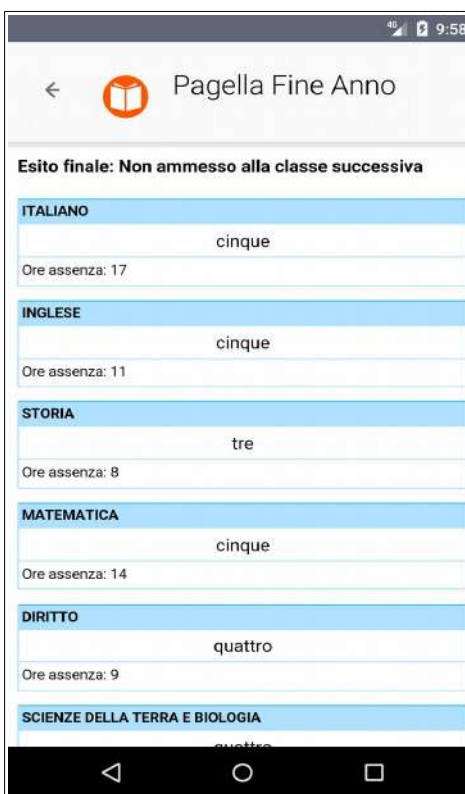 4G 9:58
Pagella Fine Anno
Esito finale: Non ammesso alla classe successiva
ITALIANO
cinque
Ore assenza: 17
INGLESE
cinque
Ore assenza: 11
STORIA
tre
Ore assenza: 8
MATEMATICA
cinque
Ore assenza: 14
DIRITTO
quattro
Ore assenza: 9
SCIENZE DELLA TERRA E BIOLOGIA
quattro